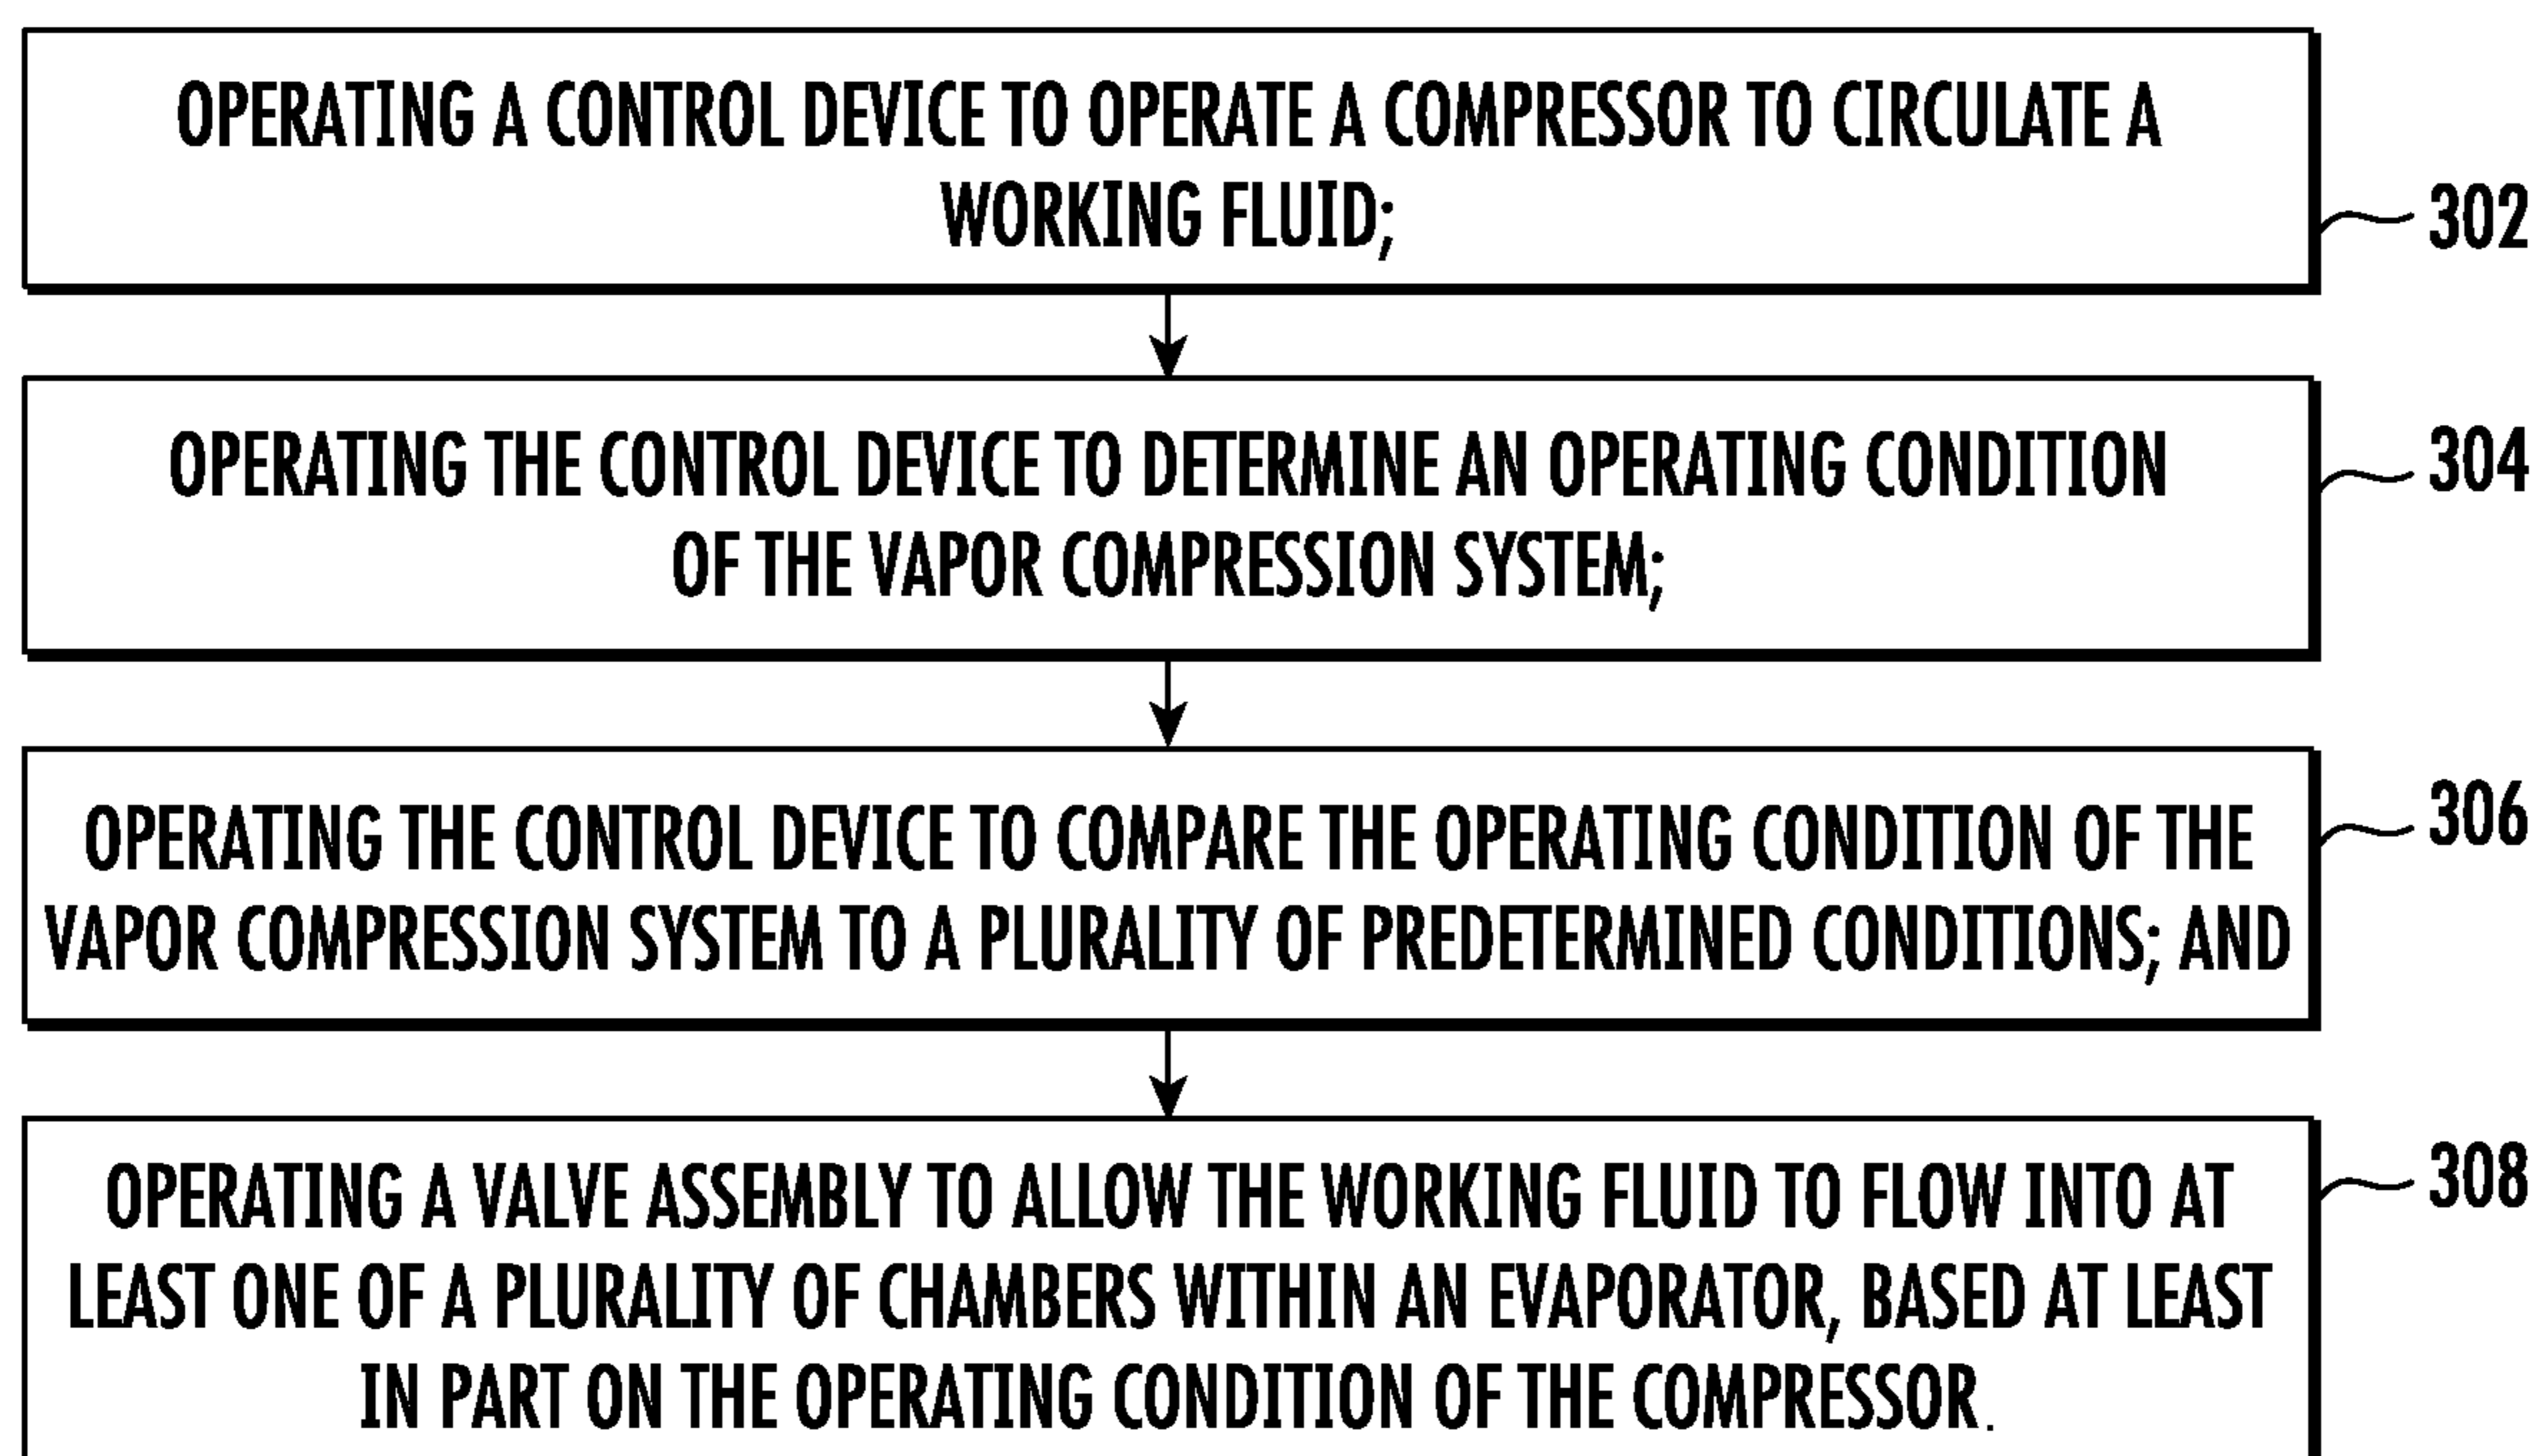 OPERATING A CONTROL DEVICE TO OPERATE A COMPRESSOR TO CIRCULATE A
WORKING FLUID;
302
OPERATING THE CONTROL DEVICE TO DETERMINE AN OPERATING CONDITION
OF THE VAPOR COMPRESSION SYSTEM;
304
OPERATING THE CONTROL DEVICE TO COMPARE THE OPERATING CONDITION OF THE
VAPOR COMPRESSION SYSTEM TO A PLURALITY OF PREDETERMINED CONDITIONS; AND
306
OPERATING A VALVE ASSEMBLY TO ALLOW THE WORKING FLUID TO FLOW INTO AT
LEAST ONE OF A PLURALITY OF CHAMBERS WITHIN AN EVAPORATOR, BASED AT LEAST
IN PART ON THE OPERATING CONDITION OF THE COMPRESSOR.
308